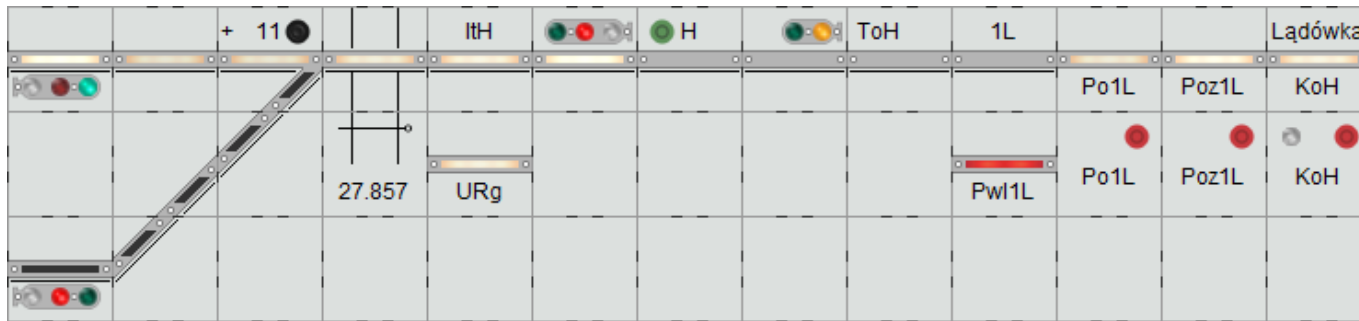 + 11 ItH H ToH 1L Lądówka
Po1L Poz1L KoH
27.857 URg Pwl1L Po1L Poz1L KoH